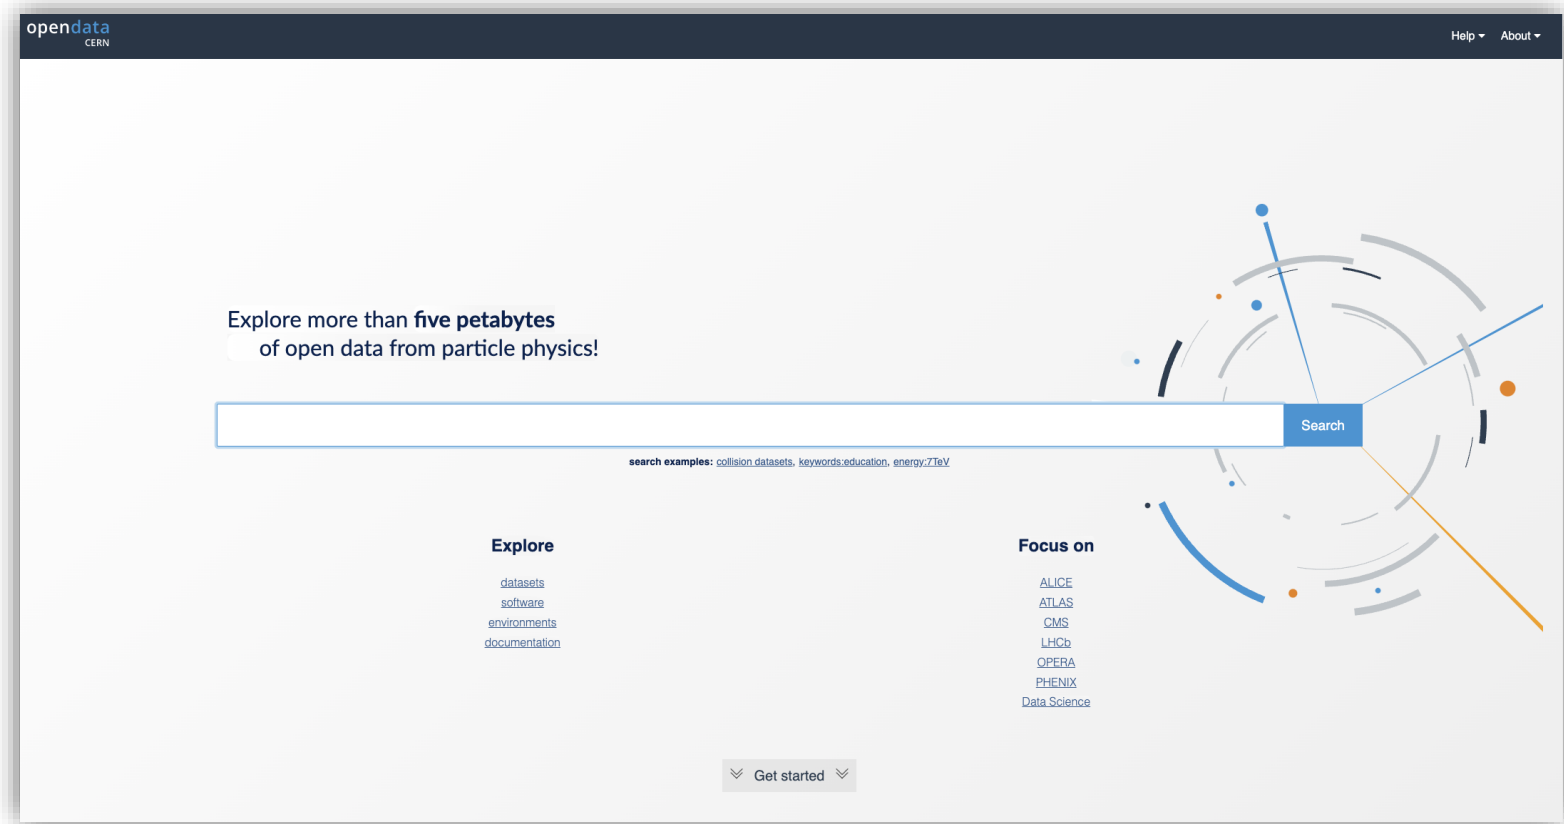 opendata
CERN
Help About
Explore more than five petabytes
of open data from particle physics!
Search
search examples: collision datasets, keywords:education, energy:7TeV
Explore
datasets
software
environments
documentation
Focus on
ALICE
ATLAS
CMS
LHCb
OPERA
PHENIX
Data Science
Get started